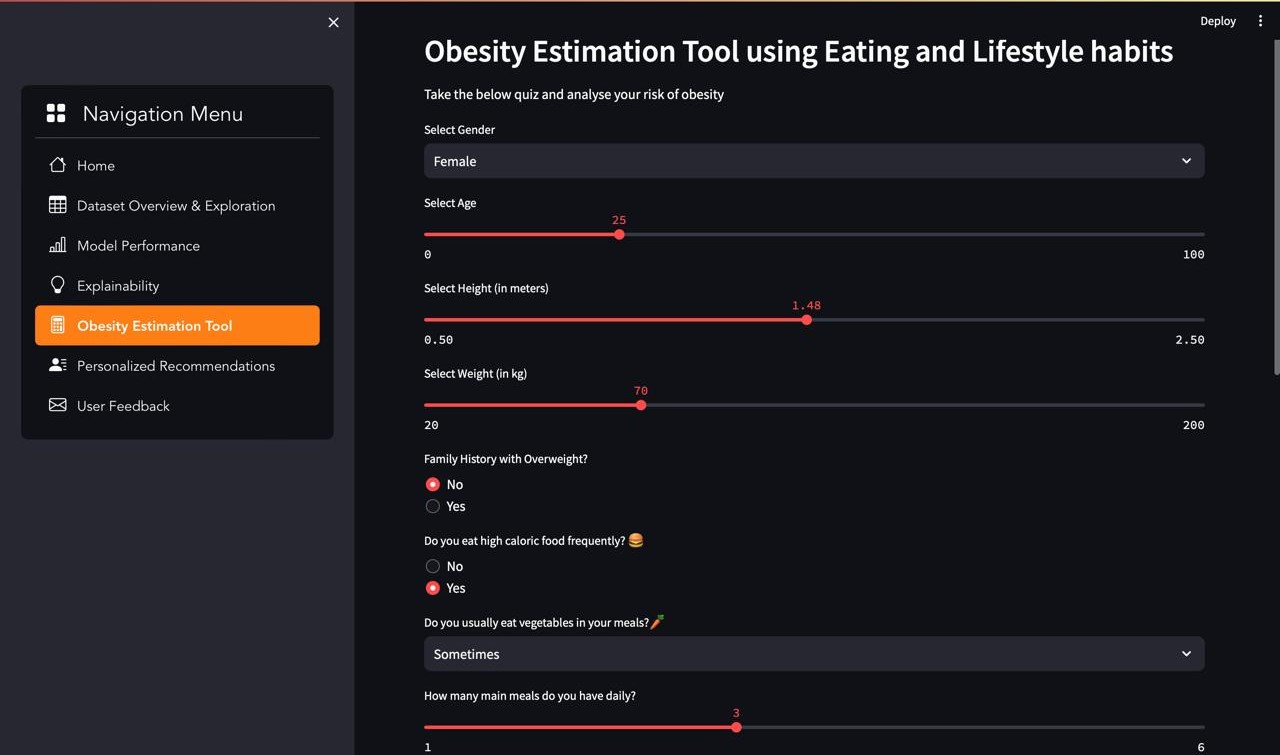 Deploy
Navigation Menu
Home
Dataset Overview & Exploration
Model Performance
Explainability
Obesity Estimation Tool
Personalized Recommendations
User Feedback
Obesity Estimation Tool using Eating and Lifestyle habits
Take the below quiz and analyse your risk of obesity
Select Gender
Female
Select Age
25
0 100
Select Height (in meters)
1.48
0.50 2.50
Select Weight (in kg)
70
20 200
Family History with Overweight?
No
Yes
Do you eat high caloric food frequently? 🍔
No
Yes
Do you usually eat vegetables in your meals?🥕
Sometimes
How many main meals do you have daily?
3
1 6